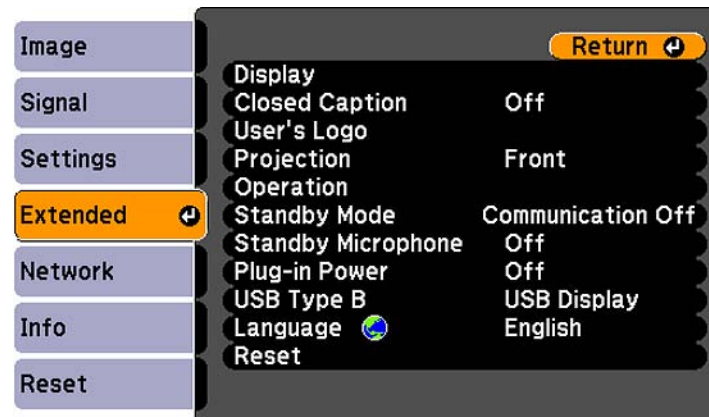 Image
Signal
Settings
Extended
Network
Info
Reset
Return
Display
Closed Caption Off
User's Logo
Projection Front
Operation
Standby Mode Communication Off
Standby Microphone Off
Plug-in Power Off
USB Type B USB Display
Language English
Reset